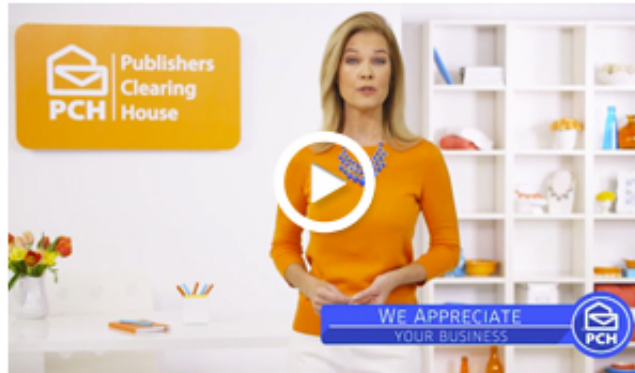 Publishers
Clearing
PCH House
WE APPRECIATE
YOUR BUSINESS
PCH